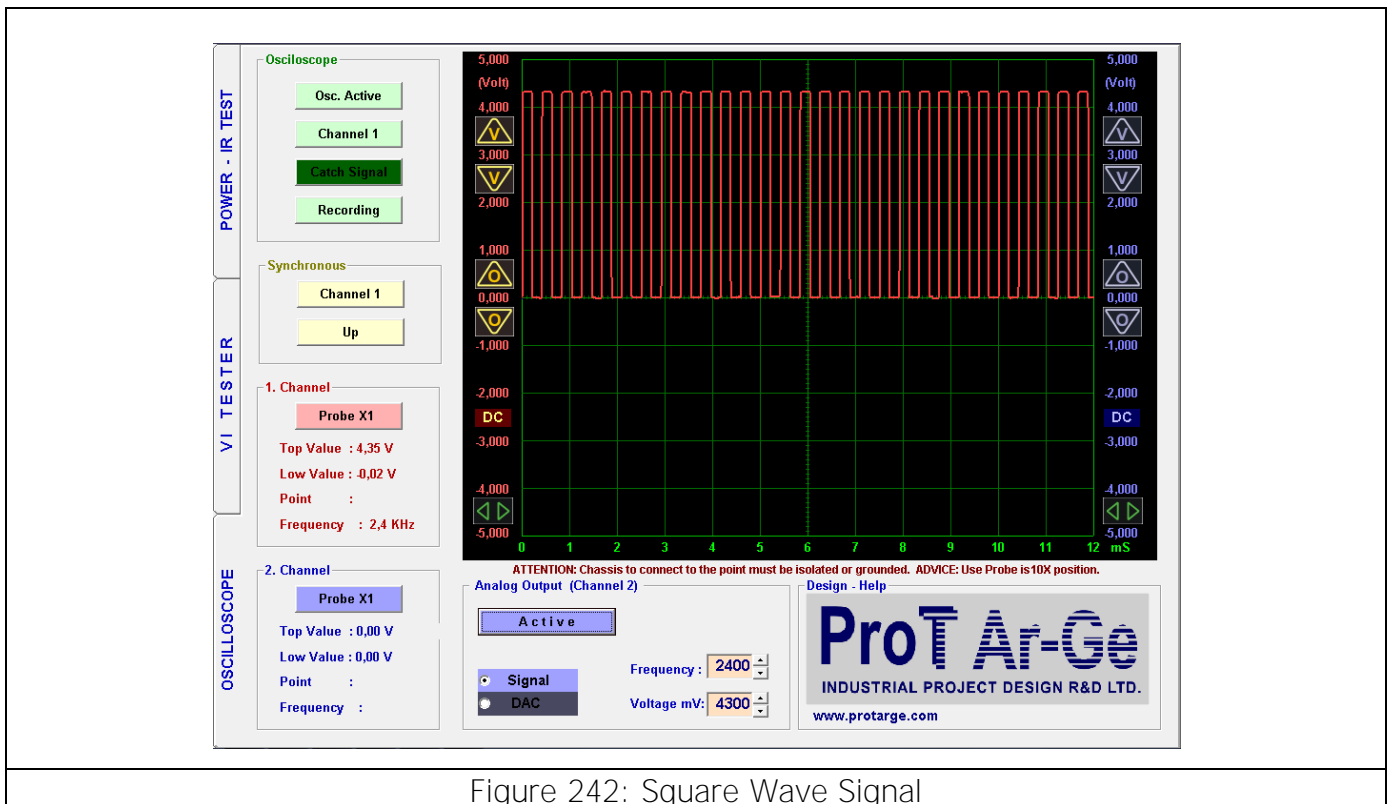 POWER - IR TEST
VI TESTER
OSCILLOSCOPE
Osciloscope
Osc. Active
Channel 1
Catch Signal
Recording
Synchronous
Channel 1
Up
1. Channel
Probe X1
Top Value : 4,35 V
Low Value : -0,02 V
Point :
Frequency : 2,4 KHz
2. Channel
Probe X1
Top Value : 0,00 V
Low Value : 0,00 V
Point :
Frequency :
5,000
(Volt)
4,000
V
3,000
V
2,000
1,000
O
0,000
O
-1,000
-2,000
DC
-3,000
-4,000
-5,000
5,000
(Volt)
4,000
V
3,000
V
2,000
1,000
O
0,000
O
-1,000
-2,000
DC
-3,000
-4,000
-5,000
0 1 2 3 4 5 6 7 8 9 10 11 12 mS
ATTENTION: Chassis to connect to the point must be isolated or grounded. ADVICE: Use Probe is10X position.
Analog Output (Channel 2)
Active
Signal
DAC
Frequency : 2400
Voltage mV: 4300
Design - Help
ProT Ar-Ge
INDUSTRIAL PROJECT DESIGN R&D LTD.
www.protarge.com
Figure 242: Square Wave Signal